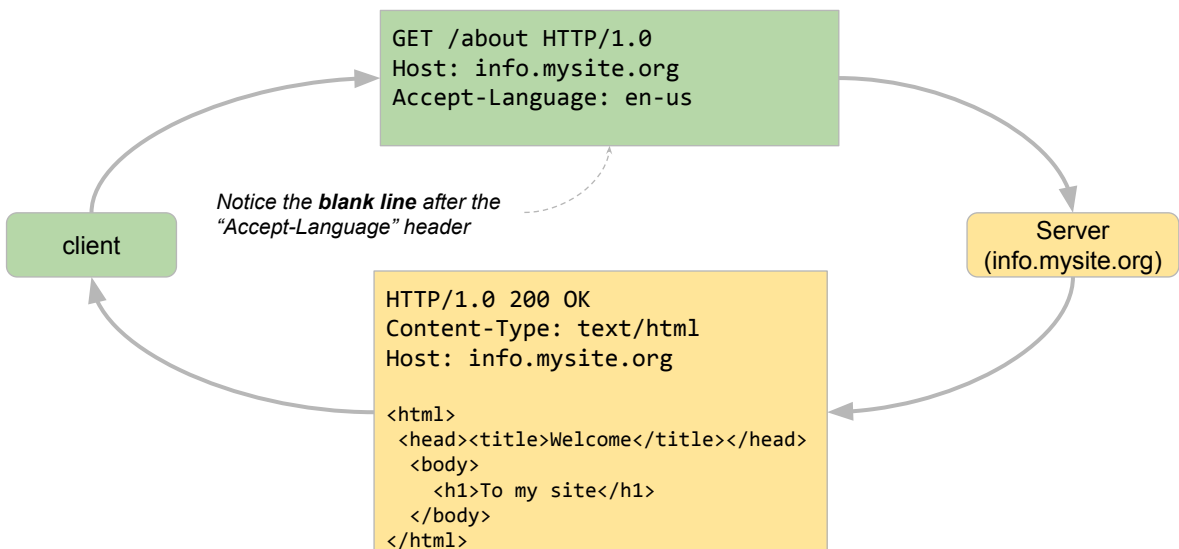 GET /about HTTP/1.0
Host: info.mysite.org
Accept-Language: en-us
Notice the blank line after the
“Accept-Language” header
client
Server
(info.mysite.org)
HTTP/1.0 200 OK
Content-Type: text/html
Host: info.mysite.org
<html>
<head><title>Welcome</title></head>
<body>
<h1>To my site</h1>
</body>
</html>